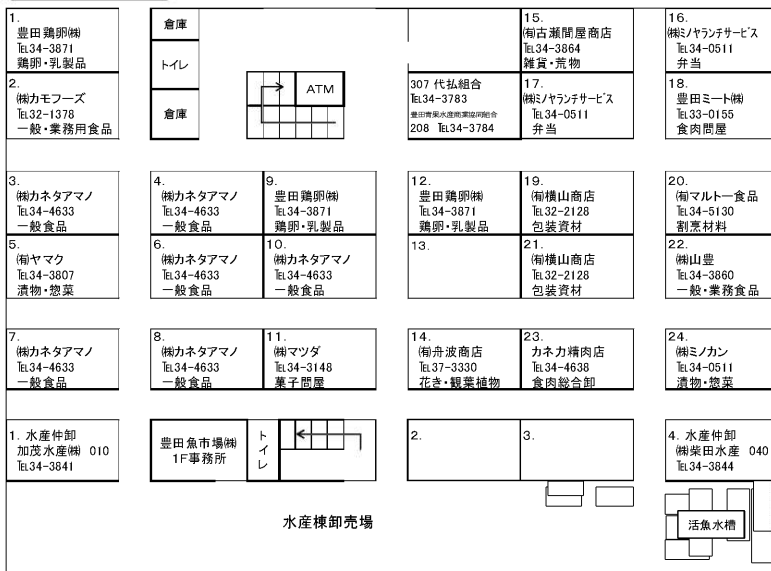 1.
豊田鶏卵㈱
℡34-3871
鶏卵・乳製品
2.
㈱カモフーズ
℡32-1378
一般・業務用食品
倉庫
トイレ
倉庫
ATM
307 代払組合
℡34-3783
豊田青果水産商業協同組合
208 ℡34-3784
15.
㈲古瀬間屋商店
℡34-3864
雑貨・荒物
17.
㈱ミノヤランチサービス
℡34-0511
弁当
16.
㈱ミノヤランチサービス
℡34-0511
弁当
18.
豊田ミート㈱
℡33-0155
食肉問屋
3.
㈱カネタアマノ
℡34-4633
一般食品
5.
㈲ヤマク
℡34-3807
漬物・惣菜
4.
㈱カネタアマノ
℡34-4633
一般食品
6.
㈱カネタアマノ
℡34-4633
一般食品
9.
豊田鶏卵㈱
℡34-3871
鶏卵・乳製品
10.
㈱カネタアマノ
℡34-4633
一般食品
12.
豊田鶏卵㈱
℡34-3871
鶏卵・乳製品
13.
19.
㈲横山商店
℡32-2128
包装資材
21.
㈲横山商店
℡32-2128
包装資材
20.
㈲マルト一食品
℡34-5130
割烹材料
22.
㈱山豊
℡34-3860
一般・業務食品
7.
㈱カネタアマノ
℡34-4633
一般食品
8.
㈱カネタアマノ
℡34-4633
一般食品
11.
㈱マツダ
℡34-3148
菓子問屋
14.
㈲舟波商店
℡37-3330
花き・観葉植物
23.
カネカ精肉店
℡34-4638
食肉総合卸
24.
㈱ミノカン
℡34-0511
漬物・惣菜
1. 水産仲卸
加茂水産㈱ 010
℡34-3841
豊田魚市場㈱
1F事務所
トイレ
2.
3.
4. 水産仲卸
㈱柴田水産 040
℡34-3844
水産棟卸売場
活魚水槽